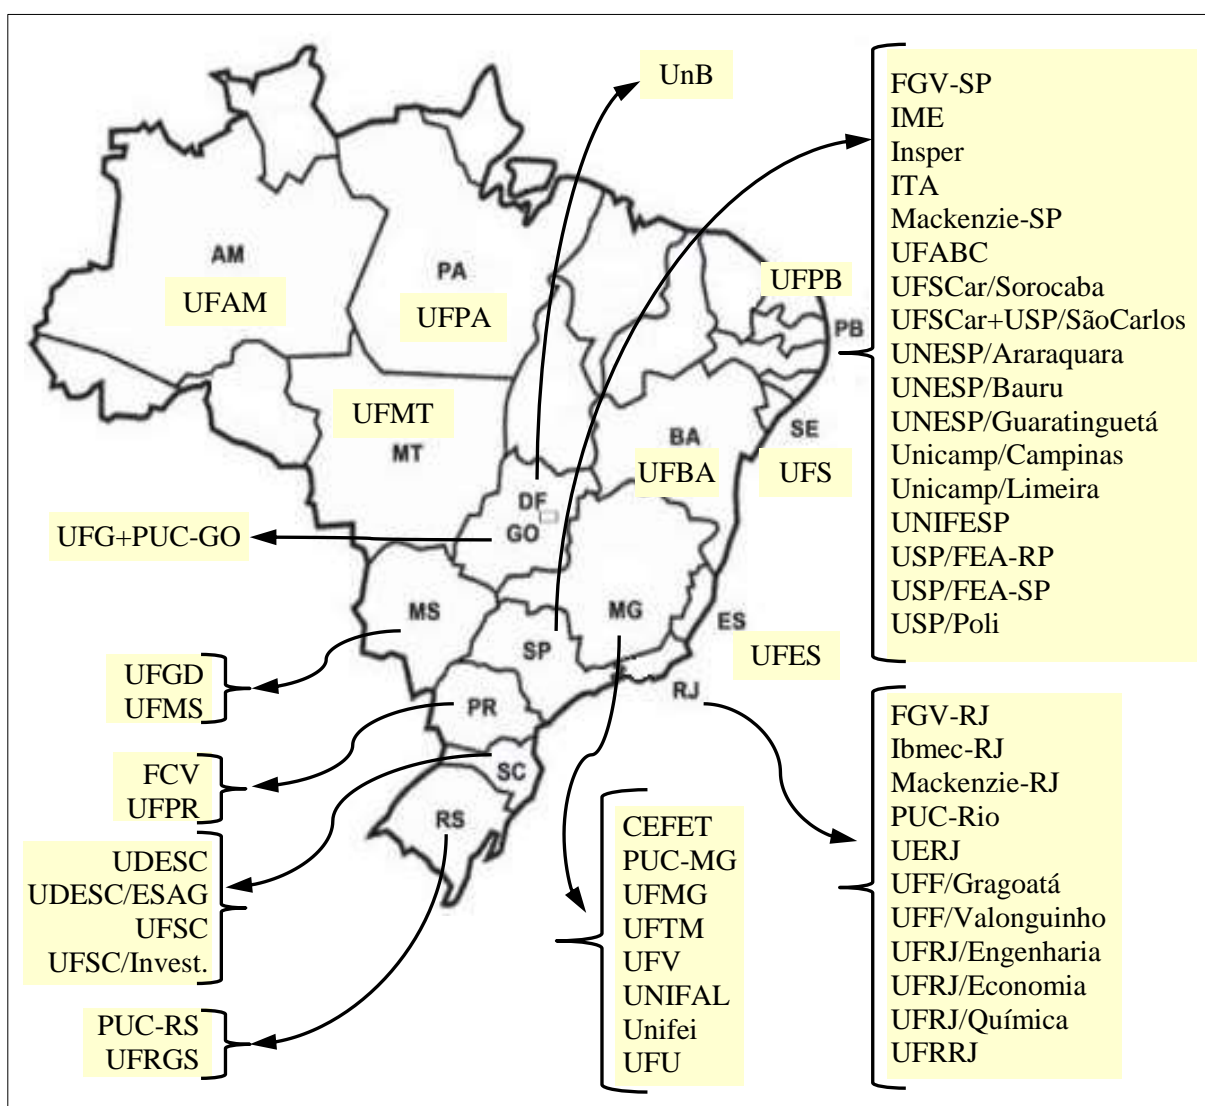 UnB
FGV-SP
IME
Insper
ITA
Mackenzie-SP
UFABC
UFSCar/Sorocaba
UFSCar+USP/SãoCarlos
UNESP/Araraquara
UNESP/Bauru
UNESP/Guaratinguetá
Unicamp/Campinas
Unicamp/Limeira
UNIFESP
USP/FEA-RP
USP/FEA-SP
USP/Poli
AM
UFAM
PA
UFPA
UFPB
PB
UFMT
MT
BA
UFBA
SE
UFS
DF
GO
UFG+PUC-GO
MS
MG
ES
UFES
SP
RJ
UFGD
UFMS
PR
FCV
UFPR
SC
RS
UDESC
UDESC/ESAG
UFSC
UFSC/Invest.
PUC-RS
UFRGS
CEFET
PUC-MG
UFMG
UFTM
UFV
UNIFAL
Unifei
UFU
FGV-RJ
Ibmec-RJ
Mackenzie-RJ
PUC-Rio
UERJ
UFF/Gragoatá
UFF/Valonguinho
UFRJ/Engenharia
UFRJ/Economia
UFRJ/Química
UFRRJ